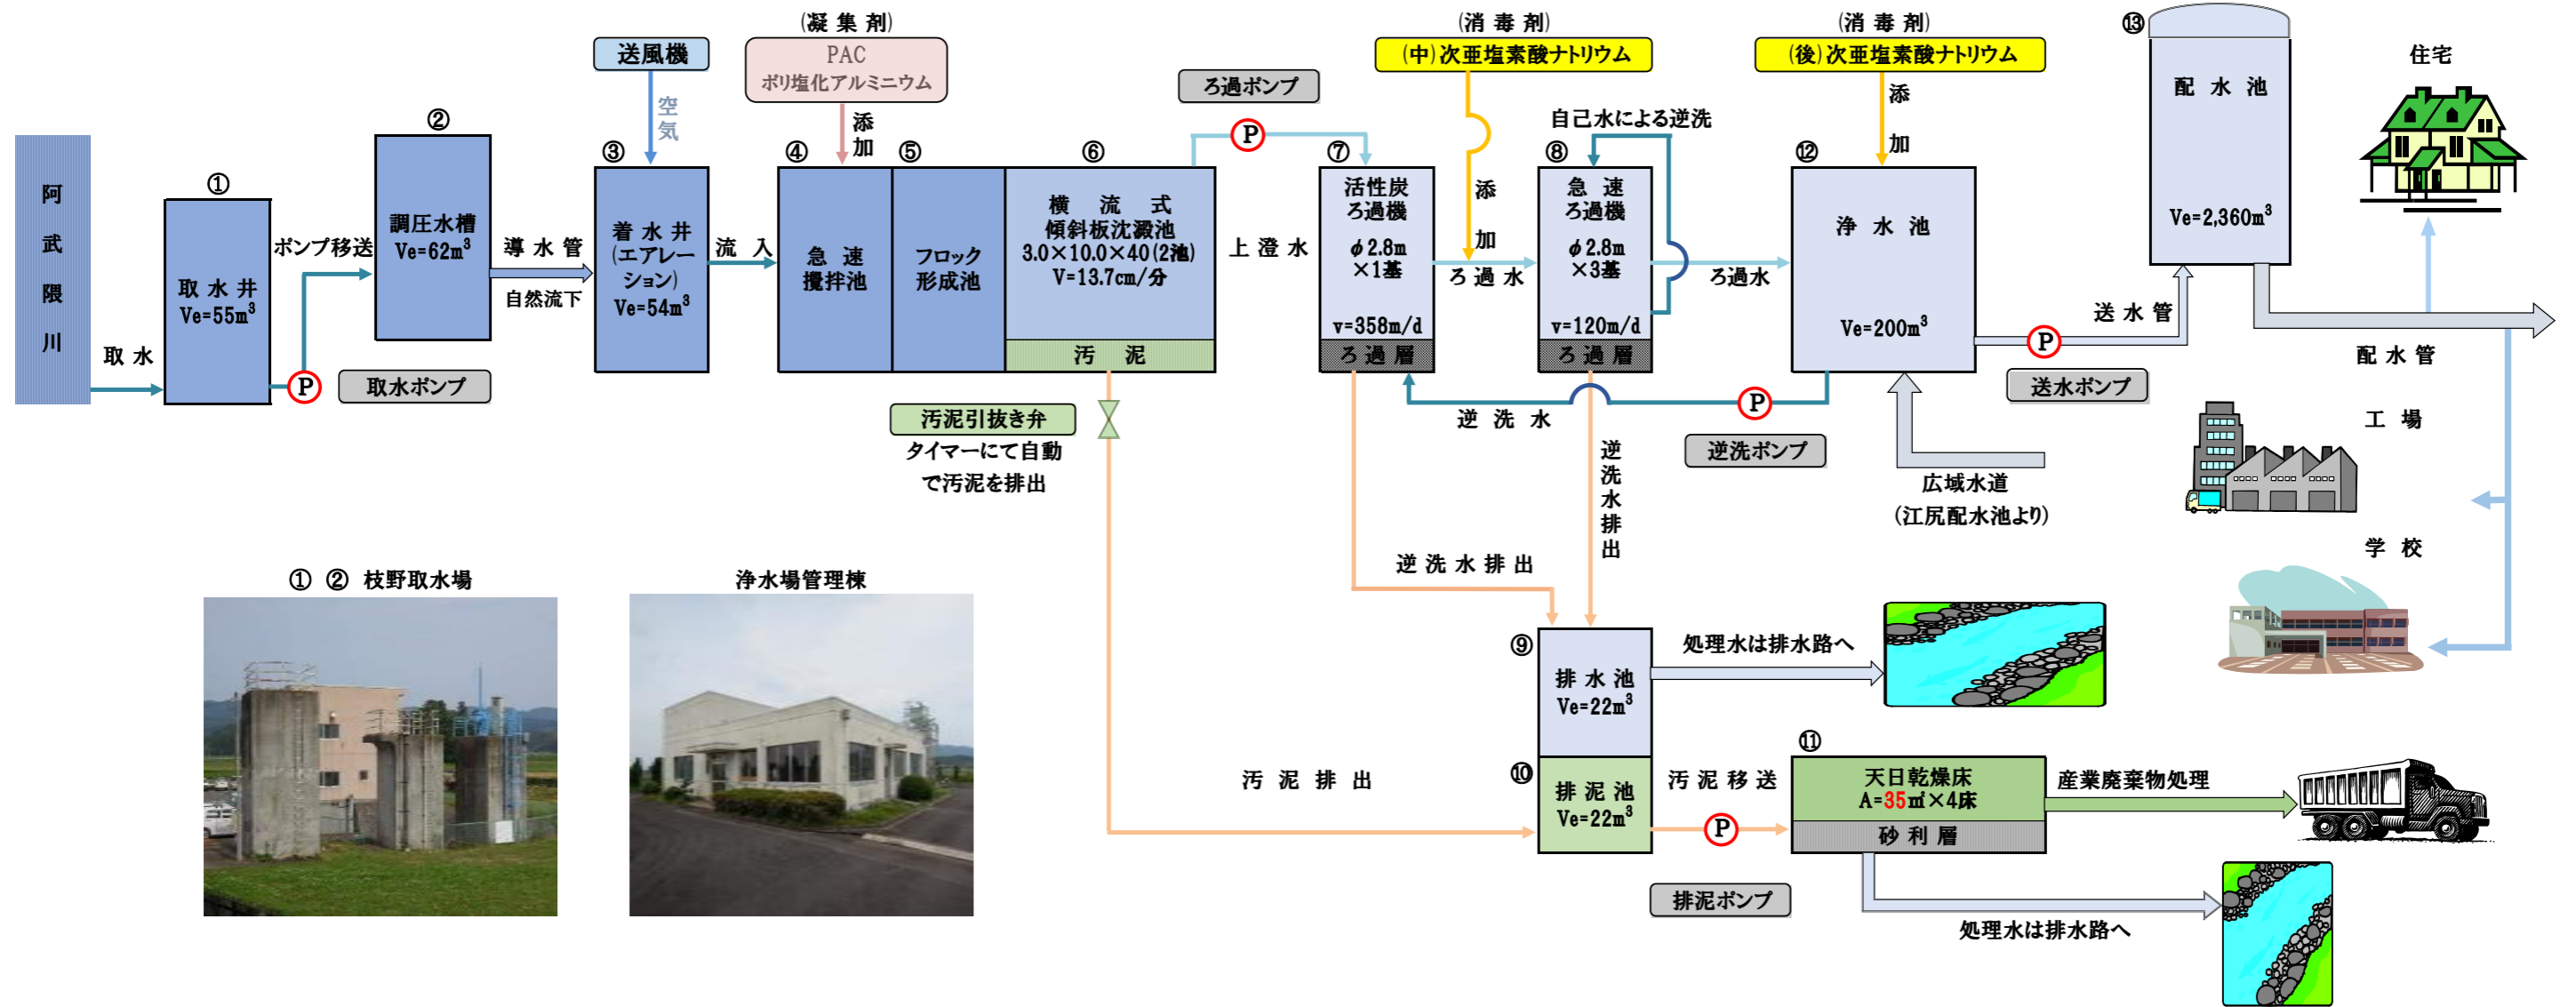 阿武隈川
取水
①
取水井
Ve=55m³
ポンプ移送
P
取水ポンプ
②
調圧水槽
Ve=62m³
導水管
自然流下
送風機
空気
③
着水井
(エアレー
ション)
Ve=54m³
流入
(凝集剤)
PAC
ポリ塩化アルミニウム
添加
④
急速
攪拌池
⑤
フロック
形成池
⑥
横流式
傾斜板沈澱池
3.0×10.0×40(2池)
V=13.7cm/分
汚泥
汚泥引抜き弁
タイマーにて自動
で汚泥を排出
ろ過ポンプ
P
上澄水
⑦
活性炭
ろ過機
φ2.8m
×1基
v=358m/d
ろ過層
(消毒剤)
(中)次亜塩素酸ナトリウム
添加
ろ過水
自己水による逆洗
⑧
急速
ろ過機
φ2.8m
×3基
v=120m/d
ろ過層
ろ過水
(消毒剤)
(後)次亜塩素酸ナトリウム
添加
⑫
浄水池
Ve=200m³
逆洗水
P
逆洗ポンプ
広域水道
(江尻配水池より)
P
送水ポンプ
送水管
⑬
配水池
Ve=2,360m³
配水管
住宅
工場
学校
逆洗水排出
逆洗水排出
⑨
排水池
Ve=22m³
処理水は排水路へ
汚泥排出
⑩
排泥池
Ve=22m³
汚泥移送
P
排泥ポンプ
⑪
天日乾燥床
A=35㎡×4床
砂利層
産業廃棄物処理
処理水は排水路へ
① ② 枝野取水場
浄水場管理棟